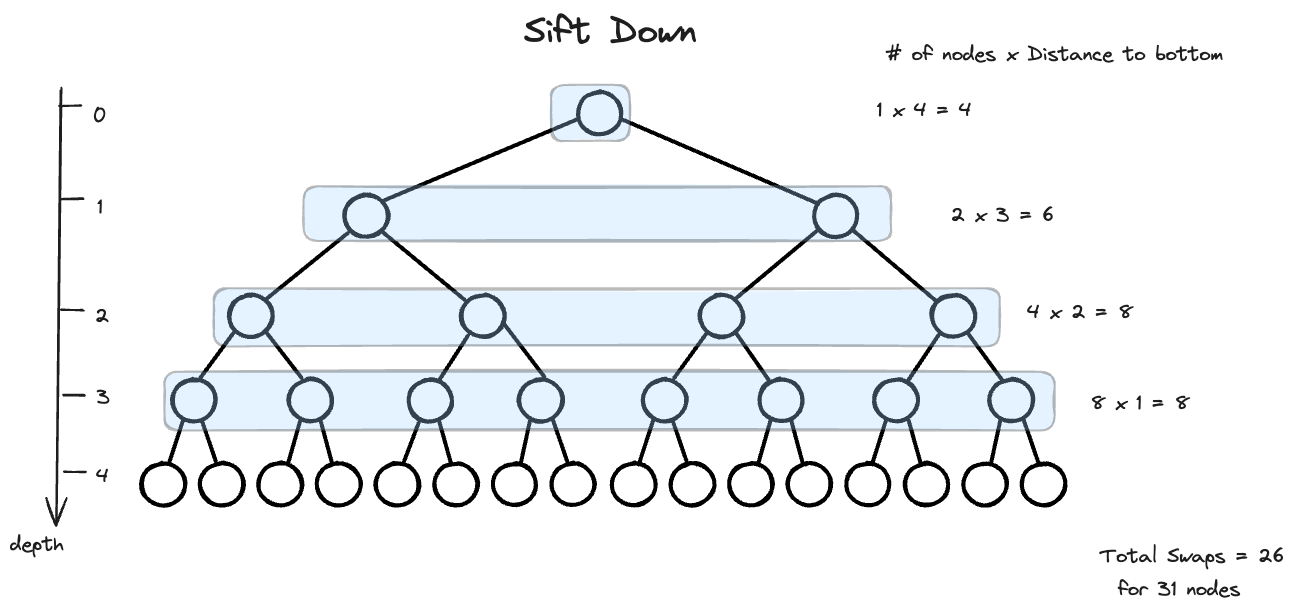 Sift Down
# of nodes x Distance to bottom
0
1 x 4 = 4
1
2 x 3 = 6
2
4 x 2 = 8
3
8 x 1 = 8
4
depth
Total Swaps = 26
for 31 nodes